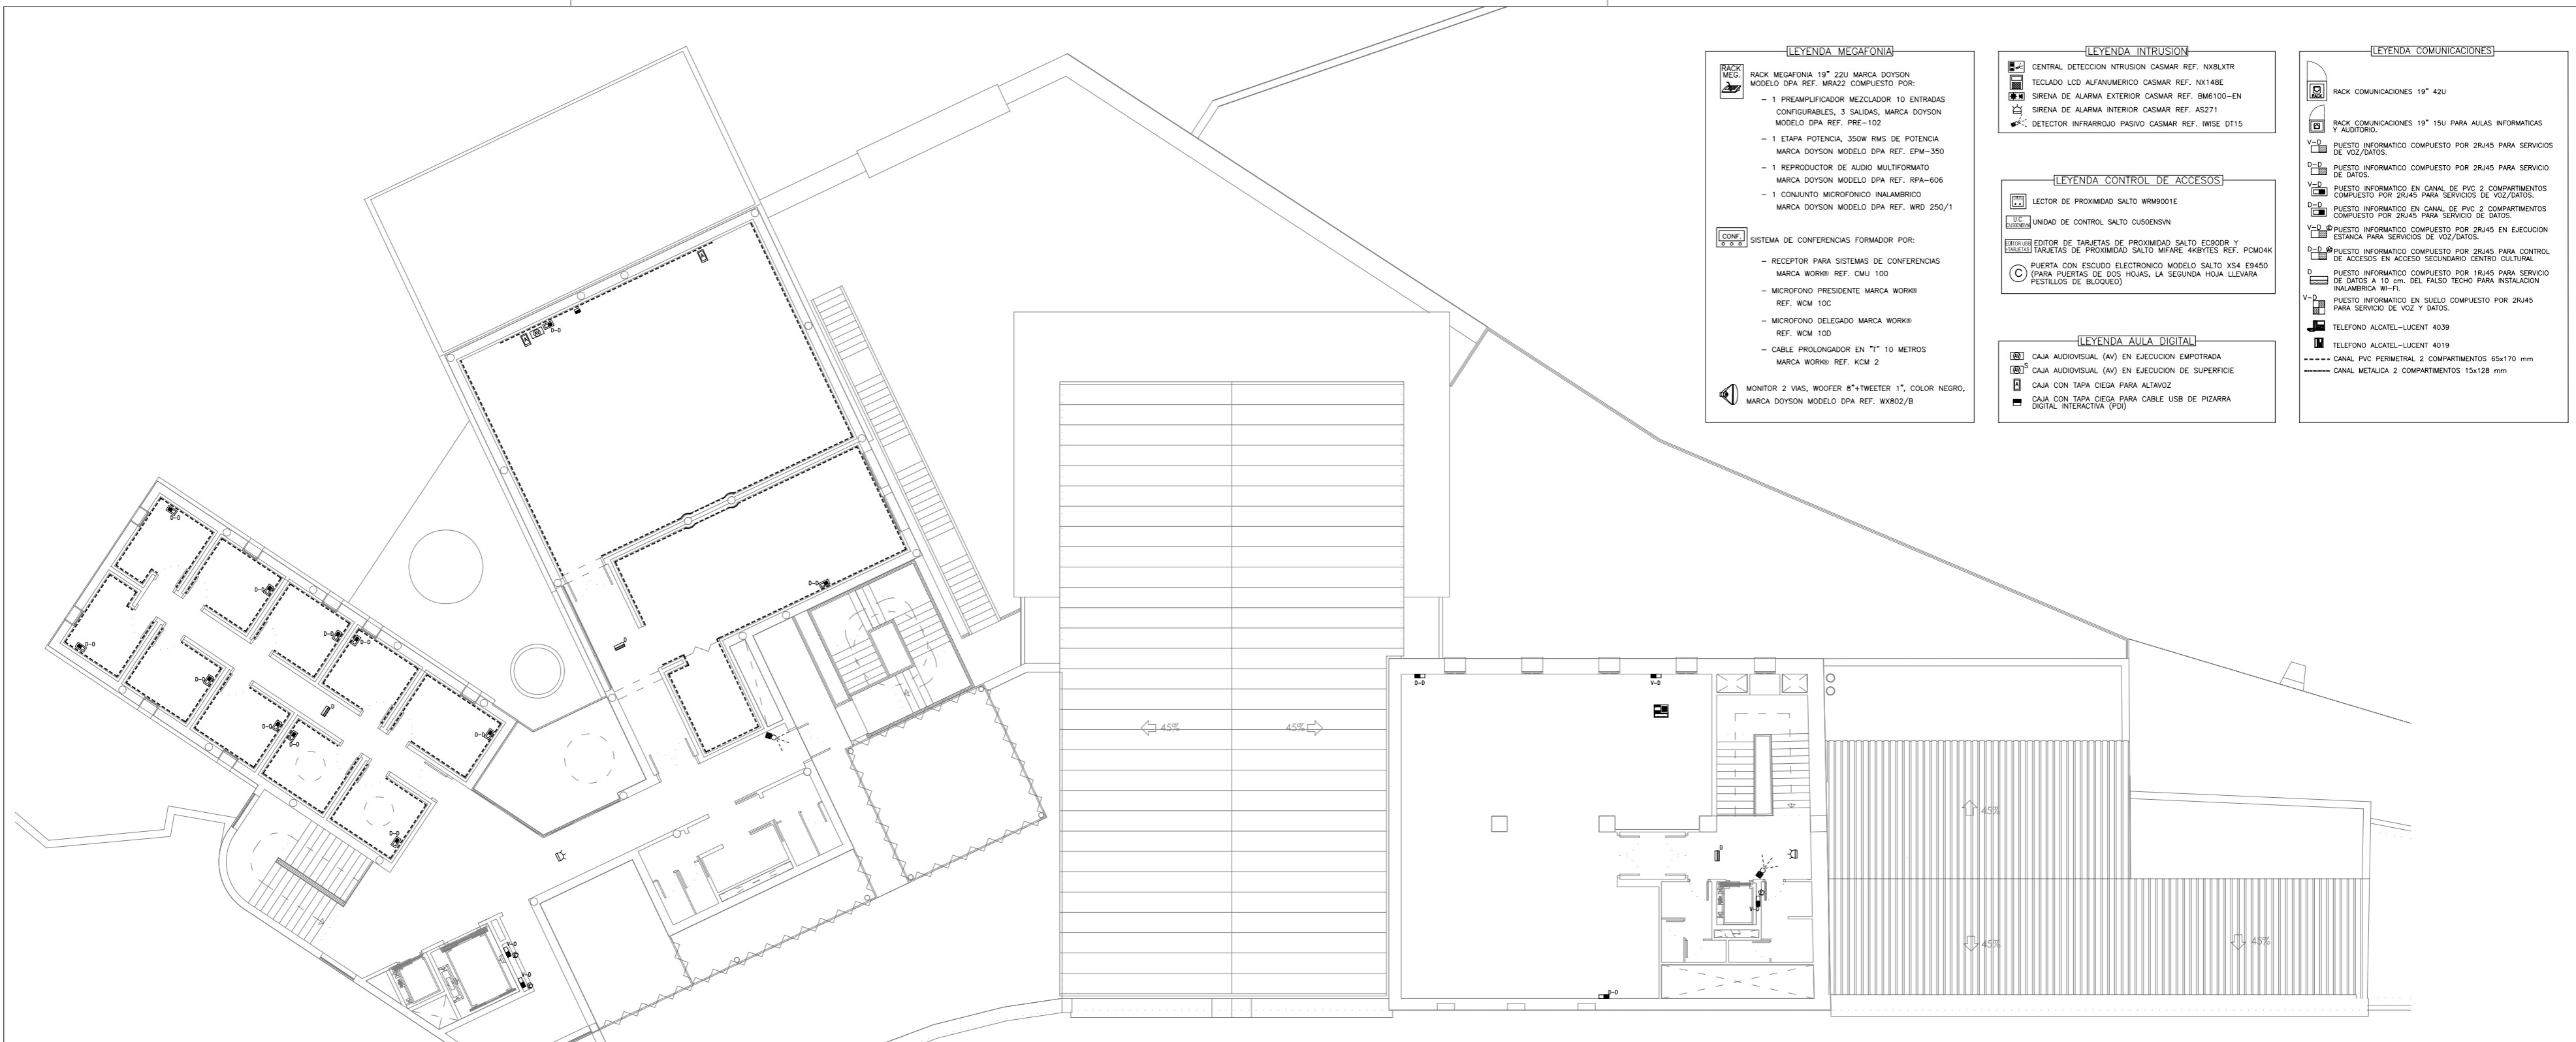 LEYENDA MEGAFONIA
RACK
MEG.
RACK MEGAFONIA 19" 22U MARCA DOYSON
MODELO DPA REF. MRA22 COMPUESTO POR:
– 1 PREAMPLIFICADOR MEZCLADOR 10 ENTRADAS
CONFIGURABLES, 3 SALIDAS, MARCA DOYSON
MODELO DPA REF. PRE-102
– 1 ETAPA POTENCIA, 350W RMS DE POTENCIA
MARCA DOYSON MODELO DPA REF. EPM-350
– 1 REPRODUCTOR DE AUDIO MULTIFORMATO
MARCA DOYSON MODELO DPA REF. RPA-606
– 1 CONJUNTO MICROFONICO INALAMBRICO
MARCA DOYSON MODELO DPA REF. WRD 250/1
CONF.
SISTEMA DE CONFERENCIAS FORMADOR POR:
– RECEPTOR PARA SISTEMAS DE CONFERENCIAS
MARCA WORK® REF. CMU 100
– MICROFONO PRESIDENTE MARCA WORK®
REF. WCM 10C
– MICROFONO DELEGADO MARCA WORK®
REF. WCM 10D
– CABLE PROLONGADOR EN "T" 10 METROS
MARCA WORK® REF. KCM 2
MONITOR 2 VIAS, WOOFER 8"+TWEETER 1", COLOR NEGRO,
MARCA DOYSON MODELO DPA REF. WX802/B
LEYENDA INTRUSION
CENTRAL DETECCION NTRUSION CASMAR REF. NX8LXTR
TECLADO LCD ALFANUMERICO CASMAR REF. NX148E
SIRENA DE ALARMA EXTERIOR CASMAR REF. BM6100-EN
SIRENA DE ALARMA INTERIOR CASMAR REF. AS271
DETECTOR INFRARROJO PASIVO CASMAR REF. IWISE DT15
LEYENDA CONTROL DE ACCESOS
LECTOR DE PROXIMIDAD SALTO WRM9001E
U.C.
CU50ENSVN
UNIDAD DE CONTROL SALTO CU50ENSVN
EDITOR USB
+TARJETAS
EDITOR DE TARJETAS DE PROXIMIDAD SALTO EC90DR Y
TARJETAS DE PROXIMIDAD SALTO MIFARE 4KBYTES REF. PCM04K
C
PUERTA CON ESCUDO ELECTRONICO MODELO SALTO XS4 E9450
(PARA PUERTAS DE DOS HOJAS, LA SEGUNDA HOJA LLEVARA
PESTILLOS DE BLOQUEO)
LEYENDA AULA DIGITAL
AV CAJA AUDIOVISUAL (AV) EN EJECUCION EMPOTRADA
AV S CAJA AUDIOVISUAL (AV) EN EJECUCION DE SUPERFICIE
A CAJA CON TAPA CIEGA PARA ALTAVOZ
CAJA CON TAPA CIEGA PARA CABLE USB DE PIZARRA
DIGITAL INTERACTIVA (PDI)
LEYENDA COMUNICACIONES
RACK COMUNICACIONES 19" 42U
RACK COMUNICACIONES 19" 15U PARA AULAS INFORMATICAS
Y AUDITORIO.
V-D PUESTO INFORMATICO COMPUESTO POR 2RJ45 PARA SERVICIOS
DE VOZ/DATOS.
D-D PUESTO INFORMATICO COMPUESTO POR 2RJ45 PARA SERVICIO
DE DATOS.
V-D PUESTO INFORMATICO EN CANAL DE PVC 2 COMPARTIMENTOS
COMPUESTO POR 2RJ45 PARA SERVICIOS DE VOZ/DATOS.
D-D PUESTO INFORMATICO EN CANAL DE PVC 2 COMPARTIMENTOS
COMPUESTO POR 2RJ45 PARA SERVICIO DE DATOS.
V-D PUESTO INFORMATICO COMPUESTO POR 2RJ45 EN EJECUCION
ESTANCA PARA SERVICIOS DE VOZ/DATOS.
D-D PUESTO INFORMATICO COMPUESTO POR 2RJ45 PARA CONTROL
DE ACCESOS EN ACCESO SECUNDARIO CENTRO CULTURAL
D PUESTO INFORMATICO COMPUESTO POR 1RJ45 PARA SERVICIO
DE DATOS A 10 cm. DEL FALSO TECHO PARA INSTALACION
INALAMBRICA WI-FI.
V-D PUESTO INFORMATICO EN SUELO COMPUESTO POR 2RJ45
PARA SERVICIO DE VOZ Y DATOS.
TELEFONO ALCATEL-LUCENT 4039
TELEFONO ALCATEL-LUCENT 4019
CANAL PVC PERIMETRAL 2 COMPARTIMENTOS 65x170 mm
CANAL METALICA 2 COMPARTIMENTOS 15x128 mm
A
A
AV
D-D
D-D
D-D
D-D
D-D
D-D
D-D
D
D-D
D-D
D
D-D
D-D
D-D
D-D
V-D
V-D
D-D
V-D
D
V-D
D-D
45%
45%
45%
45%
45%